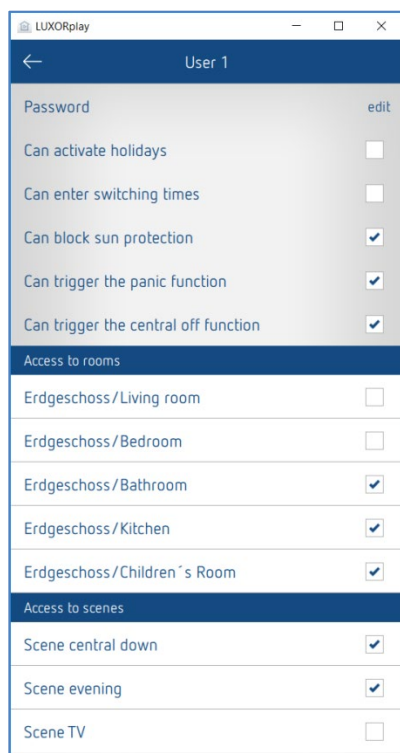 LUXORplay
User 1
Password edit
Can activate holidays
Can enter switching times
Can block sun protection
Can trigger the panic function
Can trigger the central off function
Access to rooms
Erdgeschoss/Living room
Erdgeschoss/Bedroom
Erdgeschoss/Bathroom
Erdgeschoss/Kitchen
Erdgeschoss/Children´s Room
Access to scenes
Scene central down
Scene evening
Scene TV